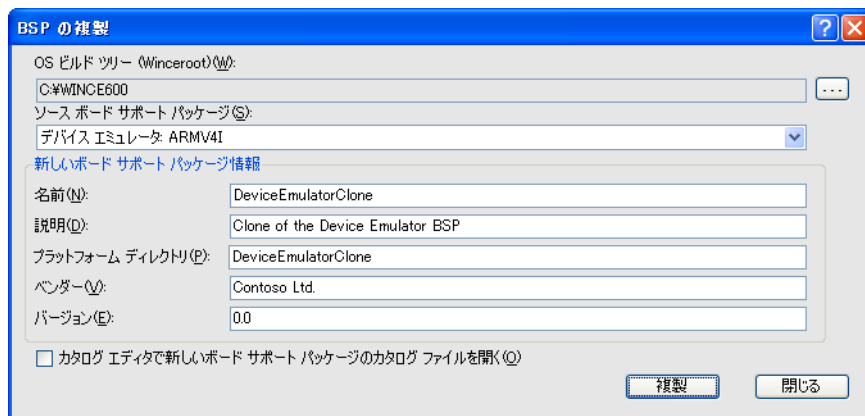 BSP の複製
OS ビルド ツリー (Winceroot)(W):
C:¥WINCE600
...
ソース ボード サポート パッケージ(S):
デバイス エミュレータ: ARMV4I
新しいボード サポート パッケージ情報
名前(N): DeviceEmulatorClone
説明(D): Clone of the Device Emulator BSP
プラットフォーム ディレクトリ(P): DeviceEmulatorClone
ベンダー(V): Contoso Ltd.
バージョン(E): 0.0
カタログ エディタで新しいボード サポート パッケージのカタログ ファイルを開く(O)
複製 閉じる